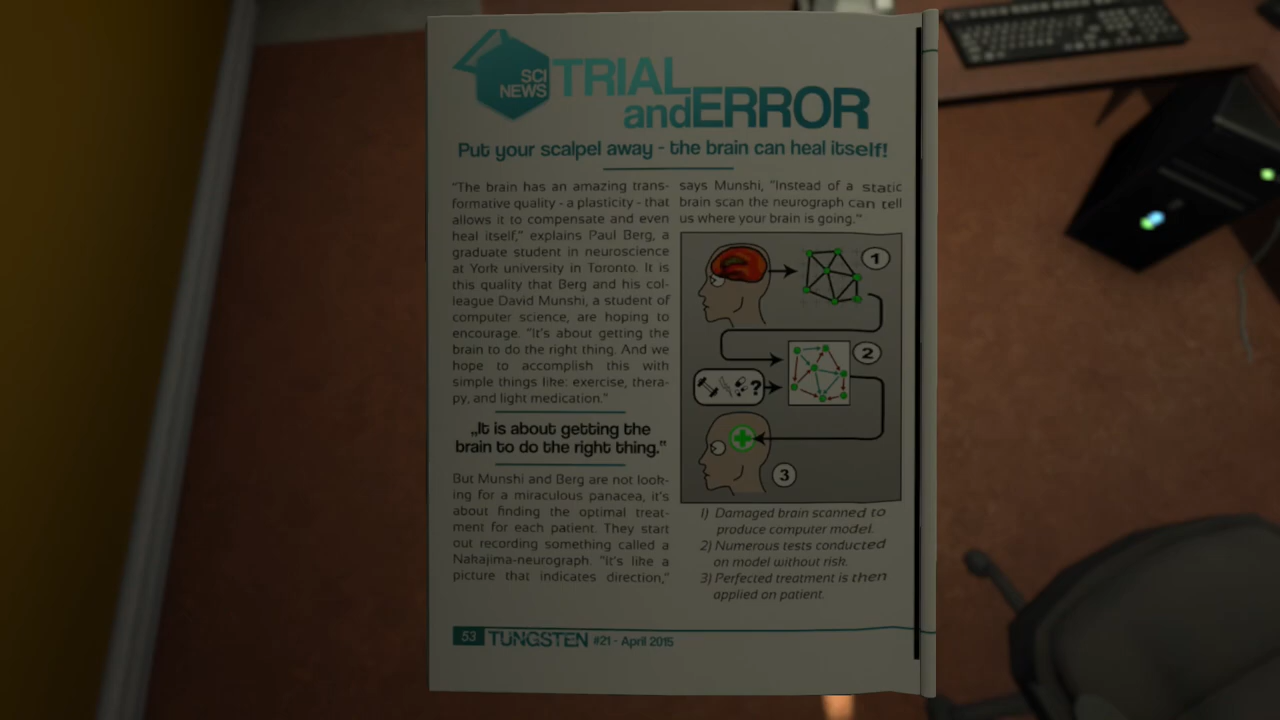 SCI
NEWS
TRIAL
andERROR
Put your scalpel away - the brain can heal itself!
"The brain has an amazing trans-
formative quality - a plasticity - that
allows it to compensate and even
heal itself," explains Paul Berg, a
graduate student in neuroscience
at York university in Toronto. It is
this quality that Berg and his col-
league David Munshi, a student of
computer science, are hoping to
encourage. "It's about getting the
brain to do the right thing. And we
hope to accomplish this with
simple things like: exercise, thera-
py, and light medication."
„It is about getting the
brain to do the right thing."
But Munshi and Berg are not look-
ing for a miraculous panacea, it's
about finding the optimal treat-
ment for each patient. They start
out recording something called a
Nakajima-neurograph. "It's like a
picture that indicates direction,"
says Munshi, "Instead of a static
brain scan the neurograph can tell
us where your brain is going."
1
2
?
3
1) Damaged brain scanned to
produce computer model.
2) Numerous tests conducted
on model without risk.
3) Perfected treatment is then
applied on patient.
53 TUNGSTEN #21 - April 2015